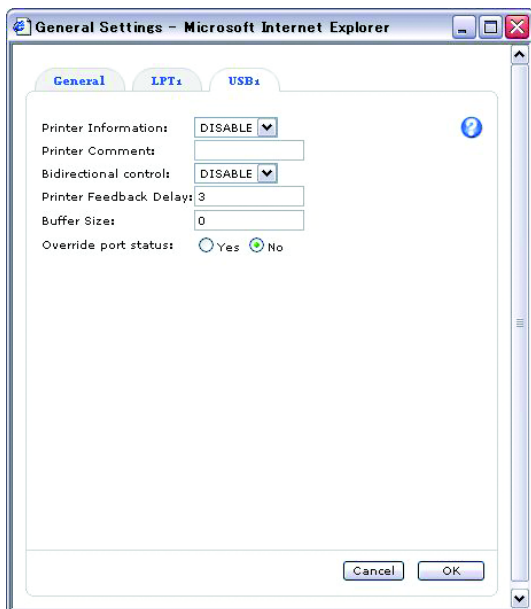 General Settings - Microsoft Internet Explorer
General LPT1 USB1
Printer Information: DISABLE
Printer Comment:
Bidirectional control: DISABLE
Printer Feedback Delay: 3
Buffer Size: 0
Override port status: Yes No
Cancel OK